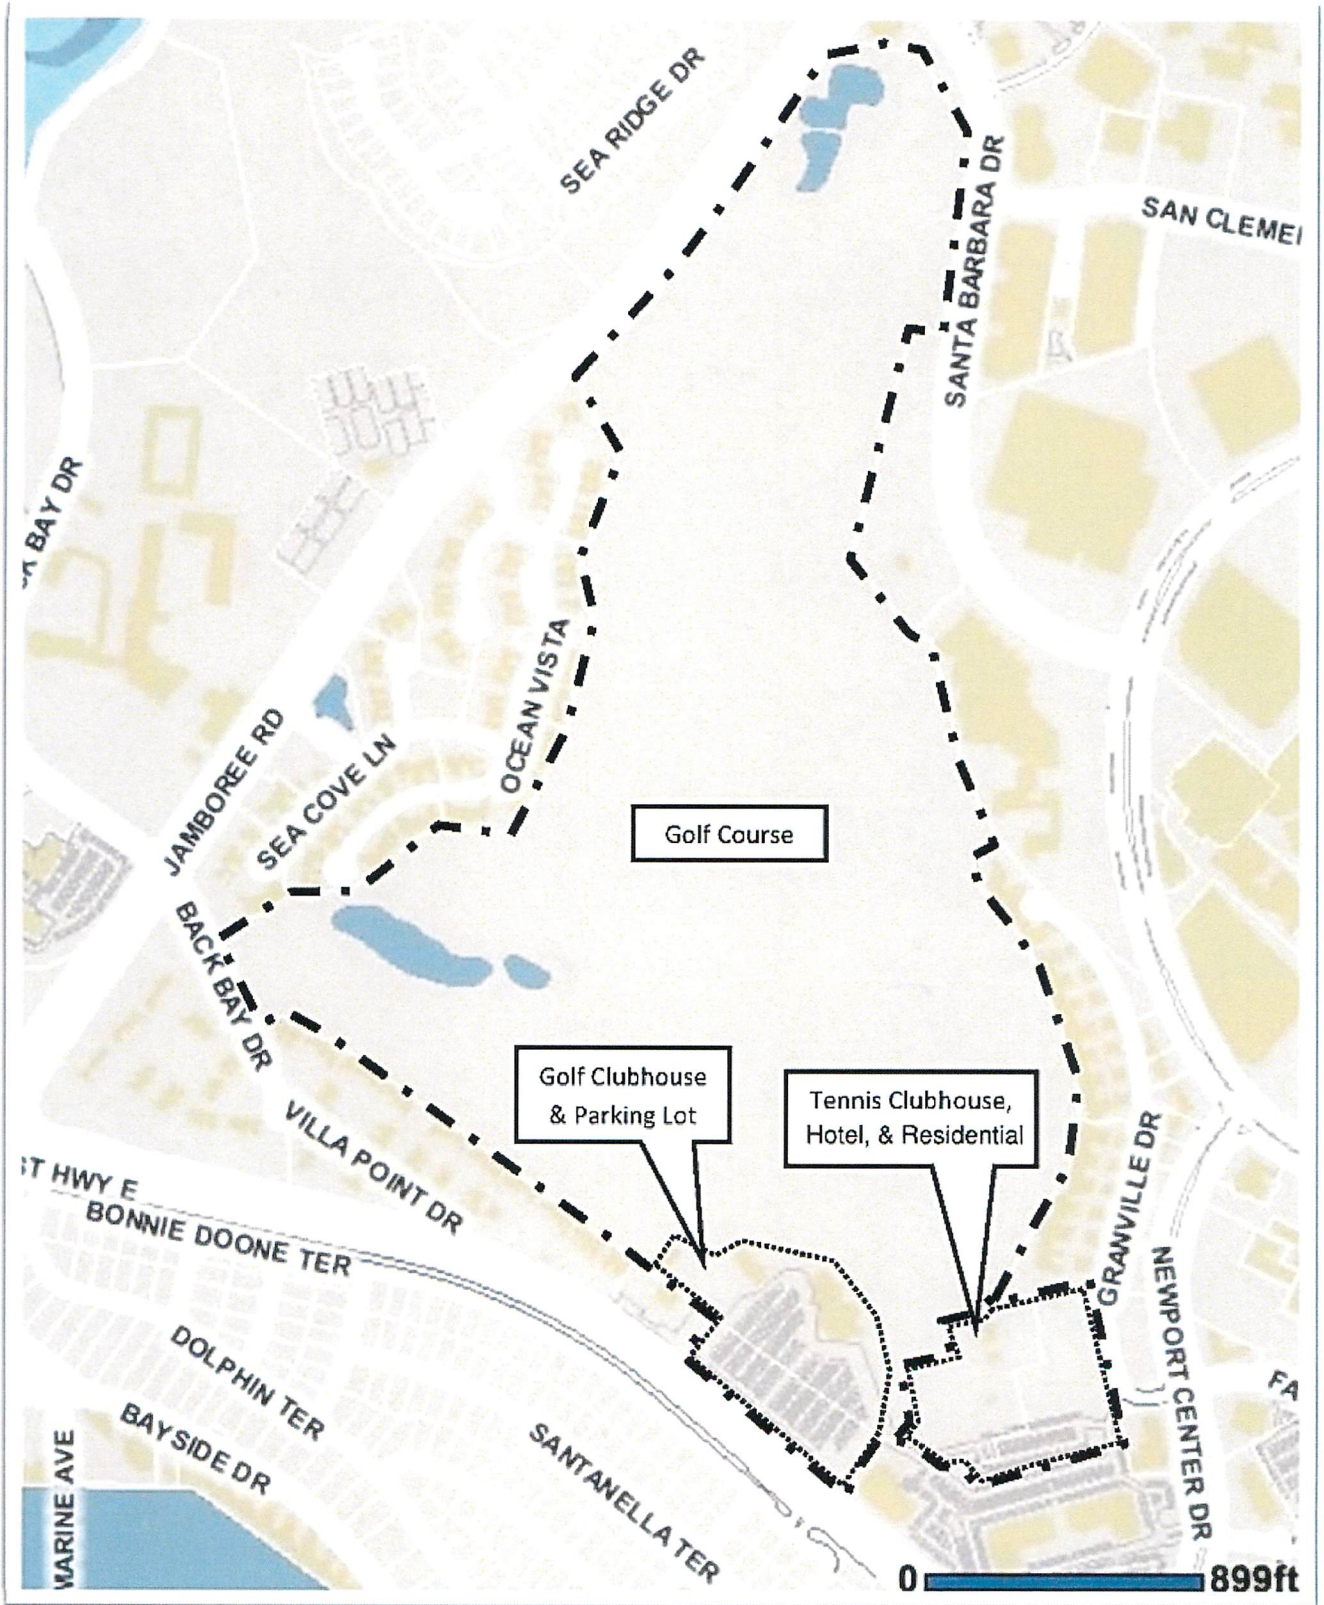 SEA RIDGE DR
SANTA BARBARA DR
SAN CLEME
BAY DR
OCEAN VISTA
JAMBOREE RD
SEA COVE LN
Golf Course
BACK BAY DR
Golf Clubhouse
& Parking Lot
Tennis Clubhouse,
Hotel, & Residential
VILLA POINT DR
GRANVILLE DR
ST HWY E
BONNIE DOONE TER
NEWPORT CENTER DR
DOLPHIN TER
FA
BAYSIDE DR
SANTANELLA TER
MARINE AVE
0 899ft